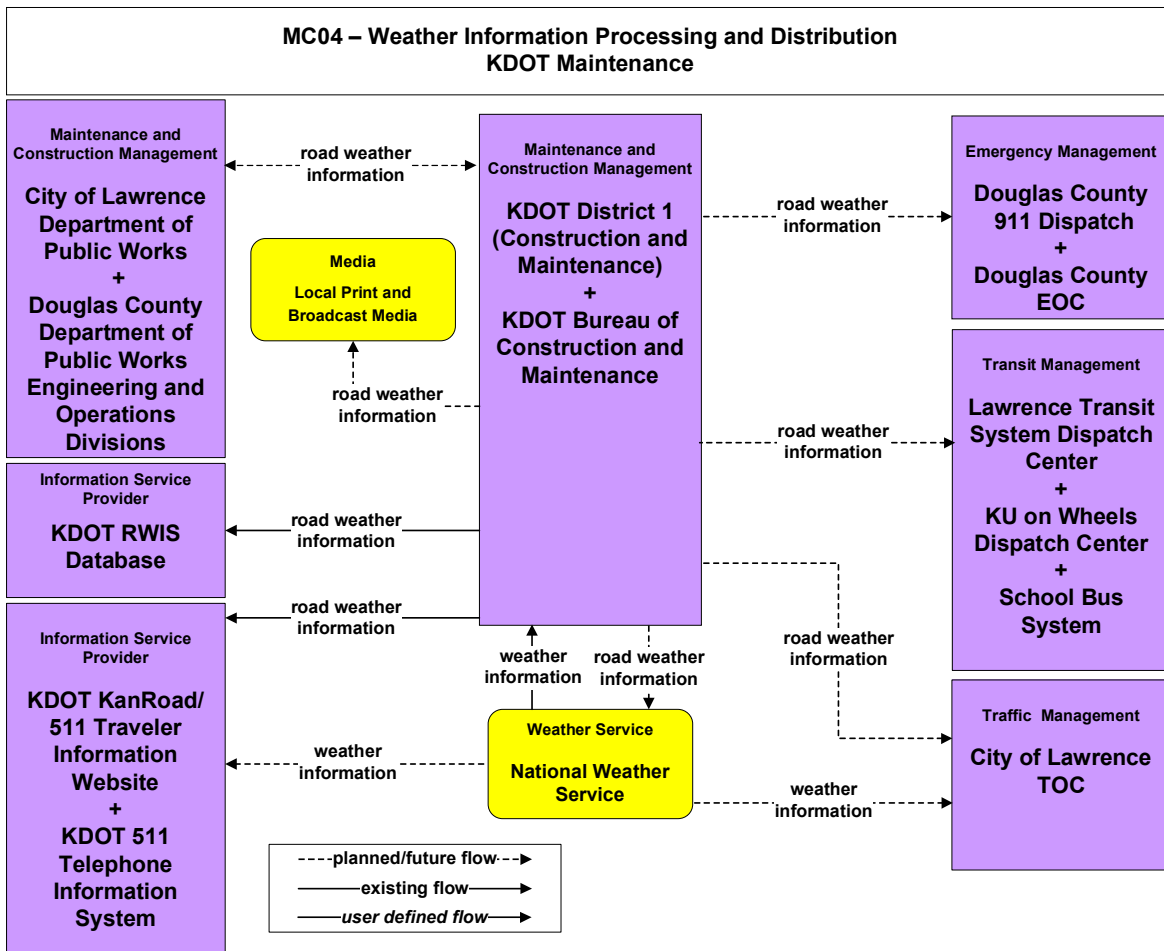 MC04 – Weather Information Processing and Distribution
KDOT Maintenance
Maintenance and
Construction Management
City of Lawrence
Department of
Public Works
+
Douglas County
Department of
Public Works
Engineering and
Operations
Divisions
road weather
information
Media
Local Print and
Broadcast Media
road weather
information
Information Service
Provider
KDOT RWIS
Database
road weather
information
Information Service
Provider
KDOT KanRoad/
511 Traveler
Information
Website
+
KDOT 511
Telephone
Information
System
road weather
information
weather
information
Maintenance and
Construction Management
KDOT District 1
(Construction and
Maintenance)
+
KDOT Bureau of
Construction and
Maintenance
weather
information
road weather
information
Weather Service
National Weather
Service
road weather
information
Emergency Management
Douglas County
911 Dispatch
+
Douglas County
EOC
road weather
information
Transit Management
Lawrence Transit
System Dispatch
Center
+
KU on Wheels
Dispatch Center
+
School Bus
System
road weather
information
weather
information
Traffic Management
City of Lawrence
TOC
planned/future flow
existing flow
user defined flow